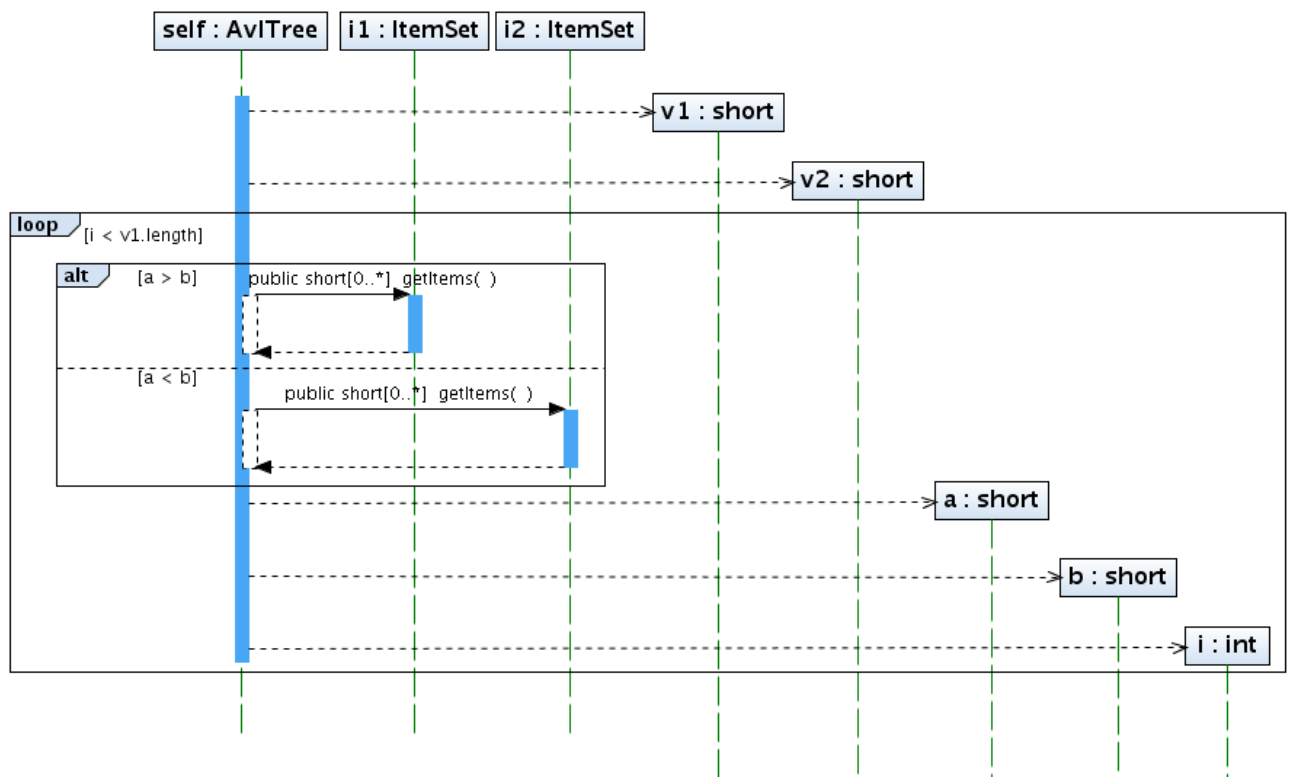 self : AvlTree
i1 : ItemSet
i2 : ItemSet
v1 : short
v2 : short
loop
[i < v1.length]
alt
[a > b]
public short[0..*] getItems( )
[a < b]
public short[0..*] getItems( )
a : short
b : short
i : int